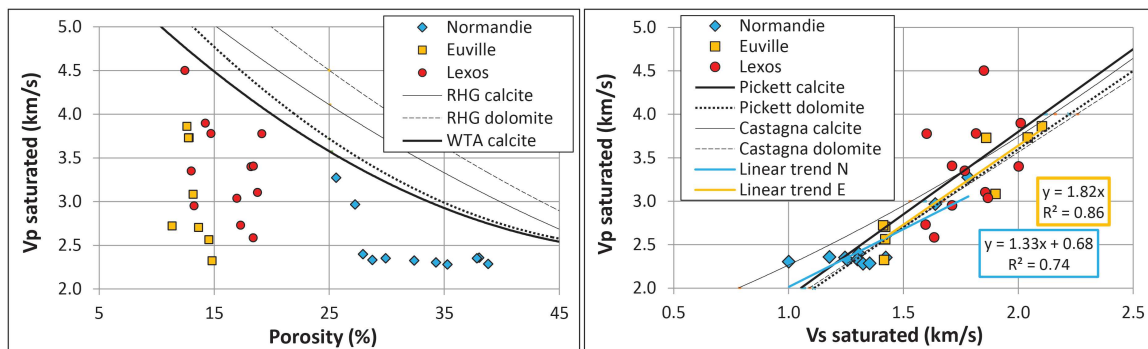 5.0
4.5
4.0
3.5
3.0
2.5
2.0
Vp saturated (km/s)
5
15
25
35
45
Porosity (%)
Normandie
Euville
Lexos
RHG calcite
RHG dolomite
WTA calcite
5.0
4.5
4.0
3.5
3.0
2.5
2.0
Vp saturated (km/s)
0.5
1.0
1.5
2.0
2.5
Vs saturated (km/s)
Normandie
Euville
Lexos
Pickett calcite
Pickett dolomite
Castagna calcite
Castagna dolomite
Linear trend N
Linear trend E
y = 1.82x
R² = 0.86
y = 1.33x + 0.68
R² = 0.74